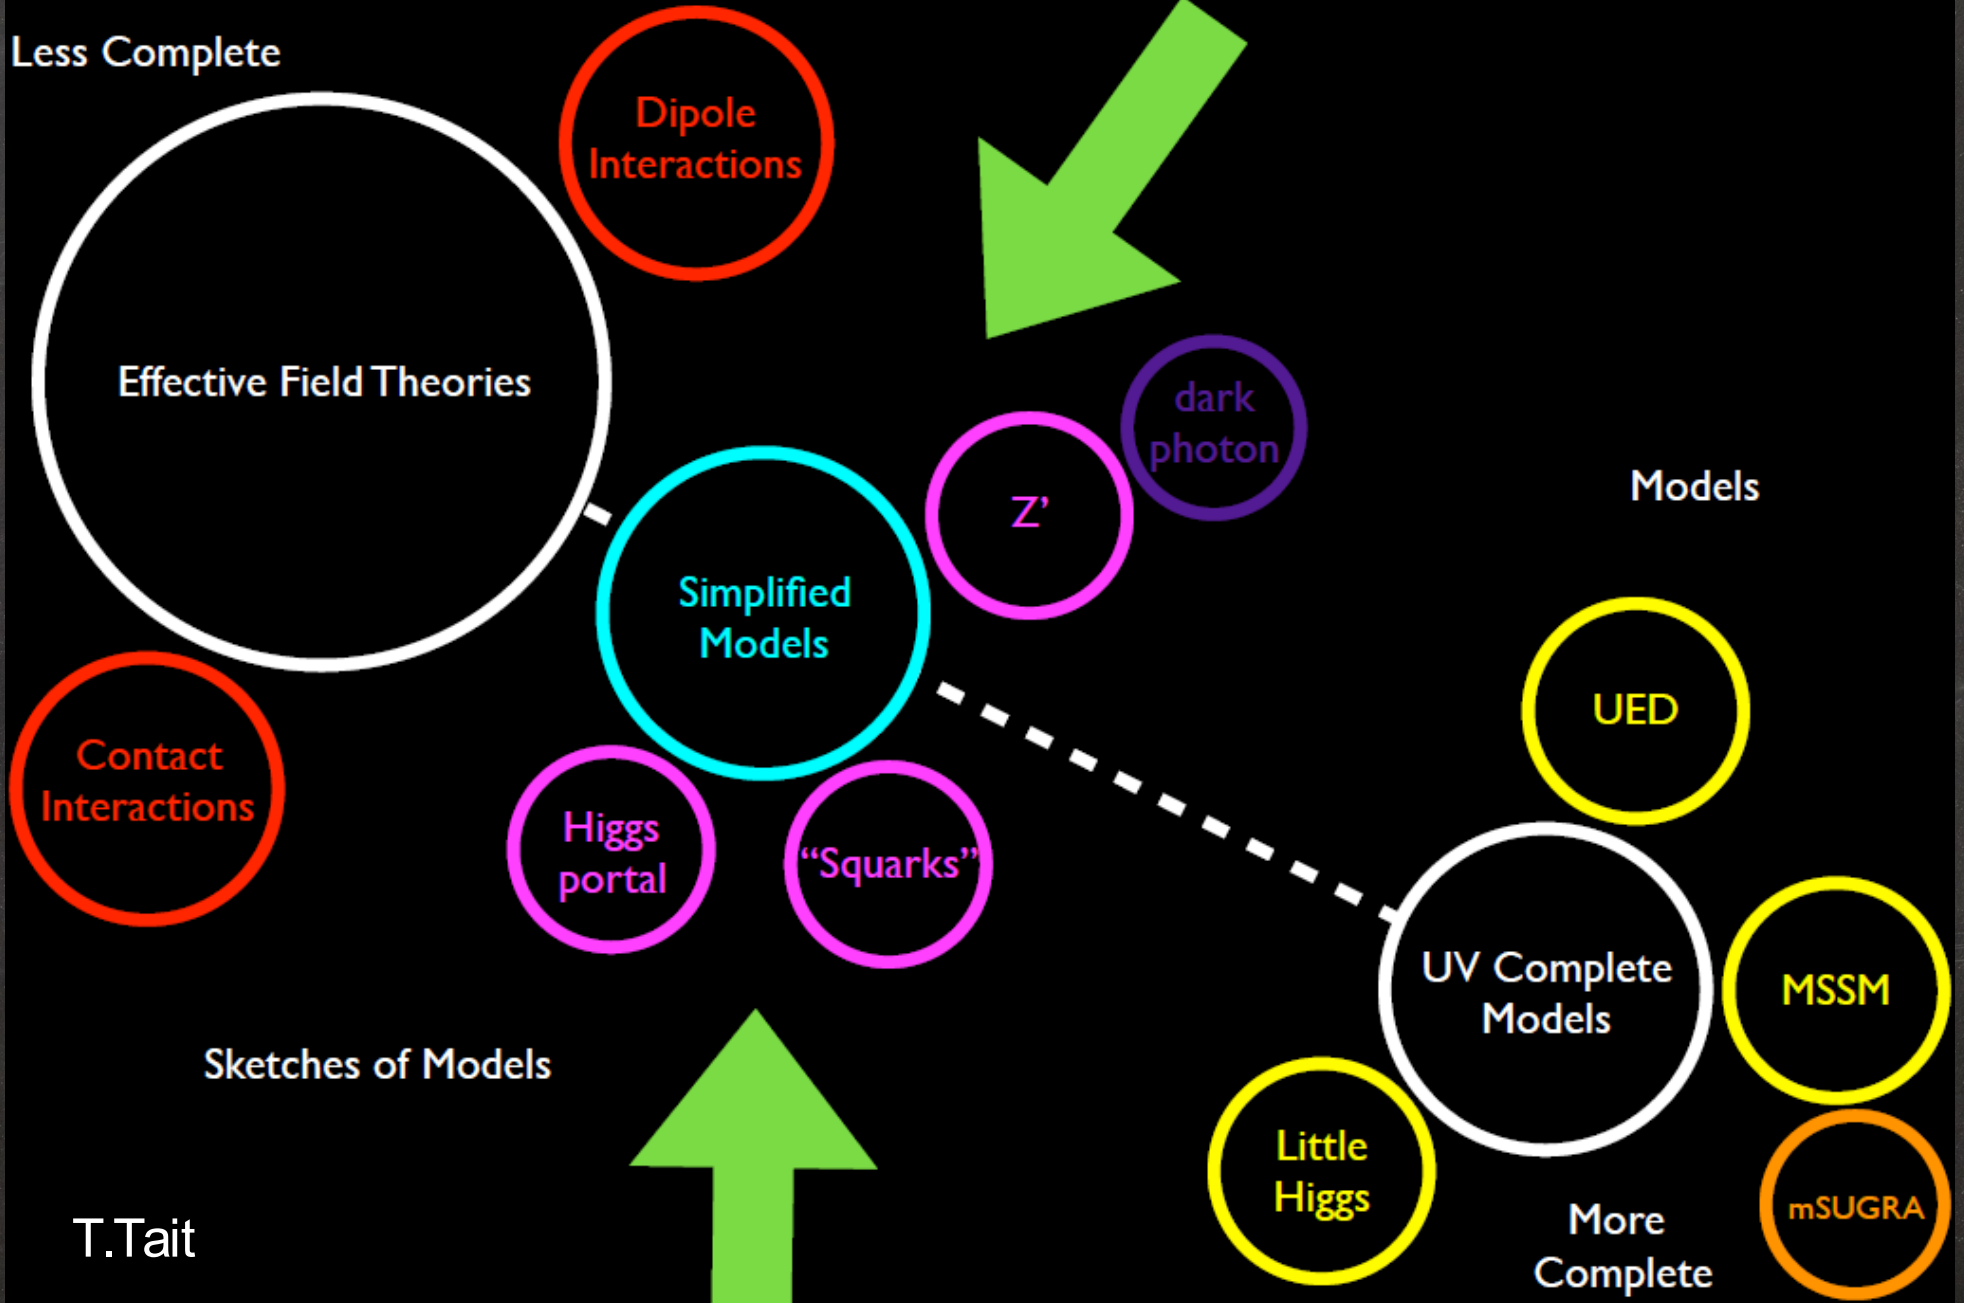 Less Complete
Dipole
Interactions
Effective Field Theories
dark
photon
Z’
Models
Simplified
Models
UED
Contact
Interactions
Higgs
portal
“Squarks”
UV Complete
Models
MSSM
Sketches of Models
Little
Higgs
mSUGRA
More
Complete
T.Tait